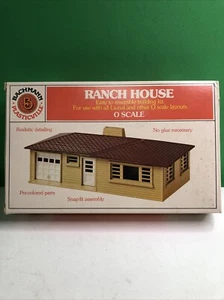 BACHMANN
PLASTICVILLE
RANCH HOUSE
Easy to assemble building kit.
For use with all Lionel and other O scale layouts.
O SCALE
Realistic detailing
No glue necessary
Pre-colored parts
Snap-fit assembly